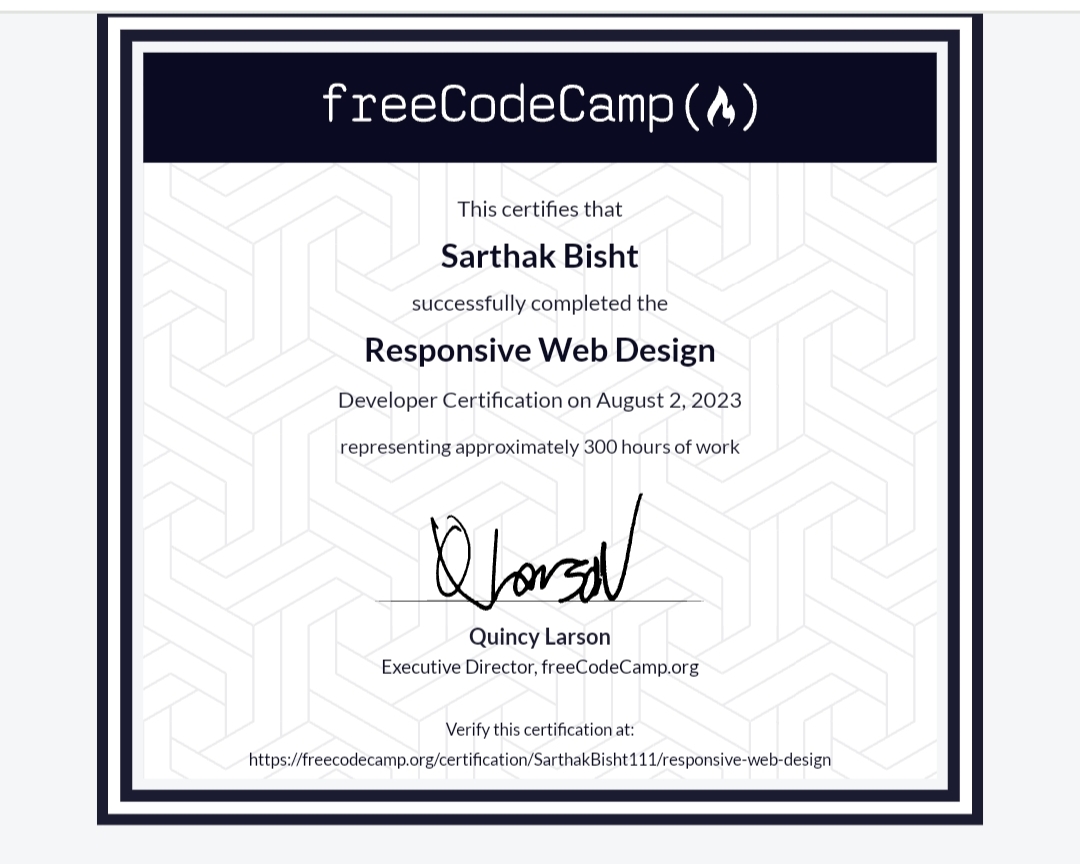 freeCodeCamp
This certifies that
Sarthak Bisht
successfully completed the
Responsive Web Design
Developer Certification on August 2, 2023
representing approximately 300 hours of work
Q Larson
Quincy Larson
Executive Director, freeCodeCamp.org
Verify this certification at:
https://freecodecamp.org/certification/SarthakBisht111/responsive-web-design